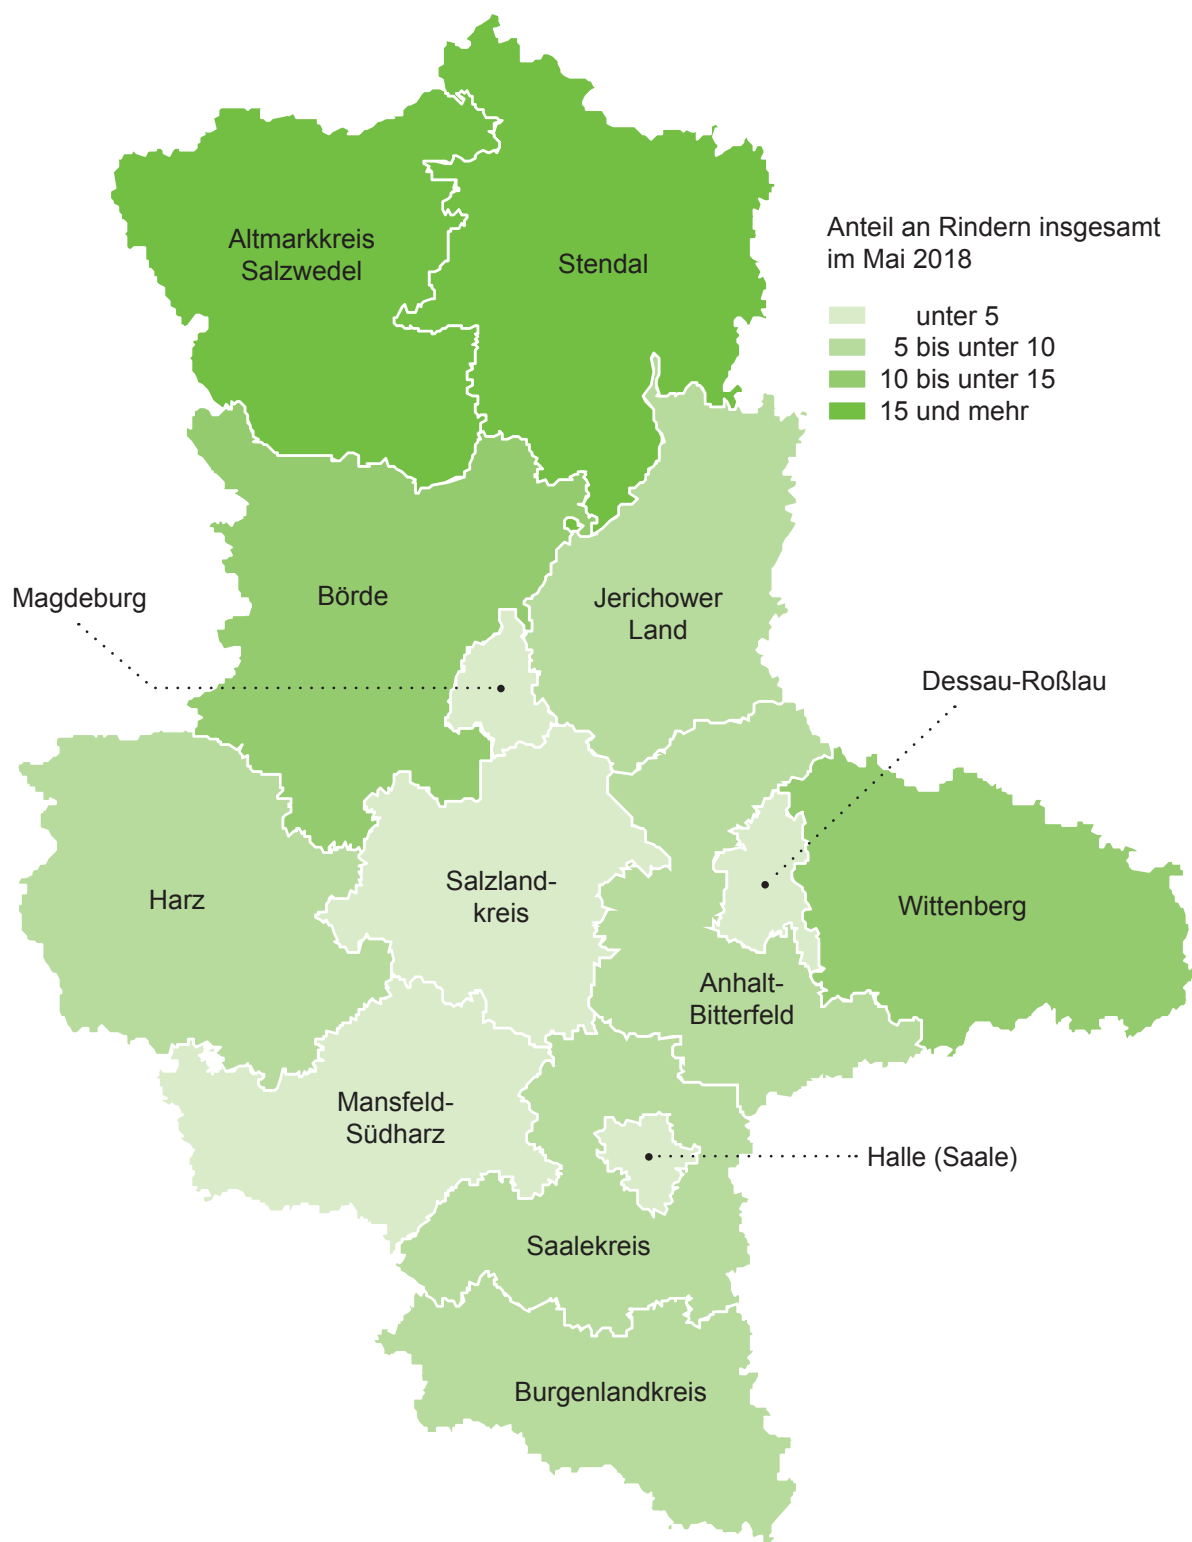 Altmarkkreis
Salzwedel
Stendal
Anteil an Rindern insgesamt
im Mai 2018
unter 5
5 bis unter 10
10 bis unter 15
15 und mehr
Magdeburg
Börde
Jerichower
Land
Dessau-Roßlau
Harz
Salzland-
kreis
Wittenberg
Anhalt-
Bitterfeld
Mansfeld-
Südharz
Halle (Saale)
Saalekreis
Burgenlandkreis